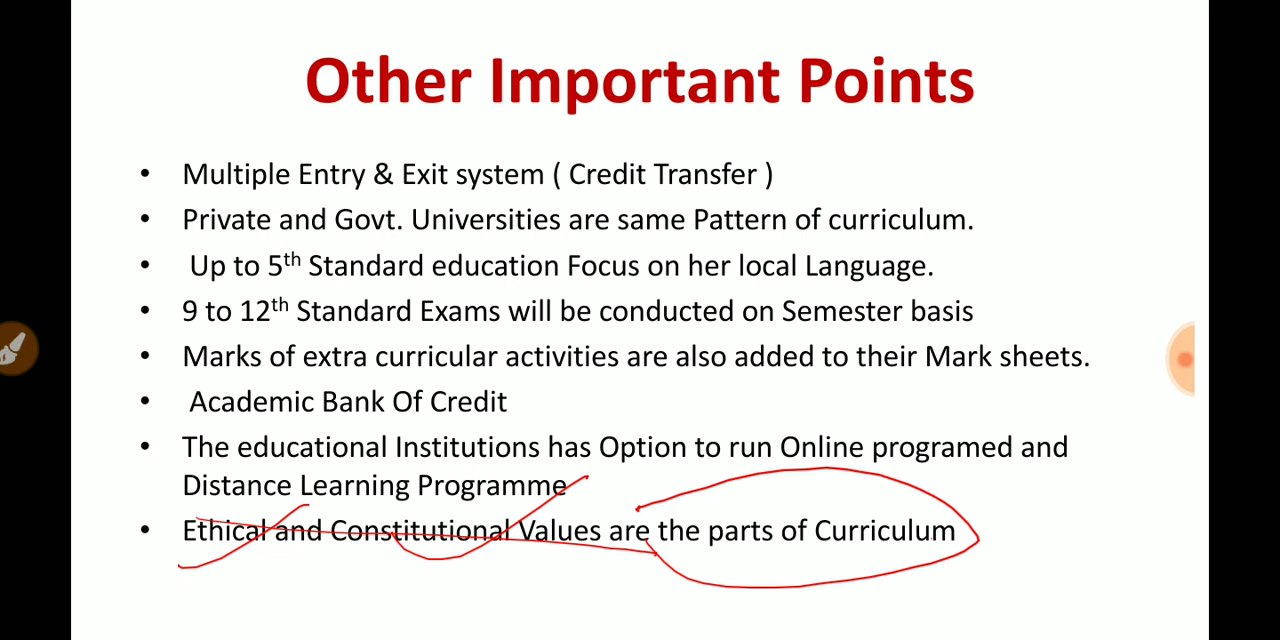 Other Important Points
• Multiple Entry & Exit system ( Credit Transfer )
• Private and Govt. Universities are same Pattern of curriculum.
• Up to 5th Standard education Focus on her local Language.
• 9 to 12th Standard Exams will be conducted on Semester basis
• Marks of extra curricular activities are also added to their Mark sheets.
• Academic Bank Of Credit
• The educational Institutions has Option to run Online programed and
Distance Learning Programme
• Ethical and Constitutional Values are the parts of Curriculum